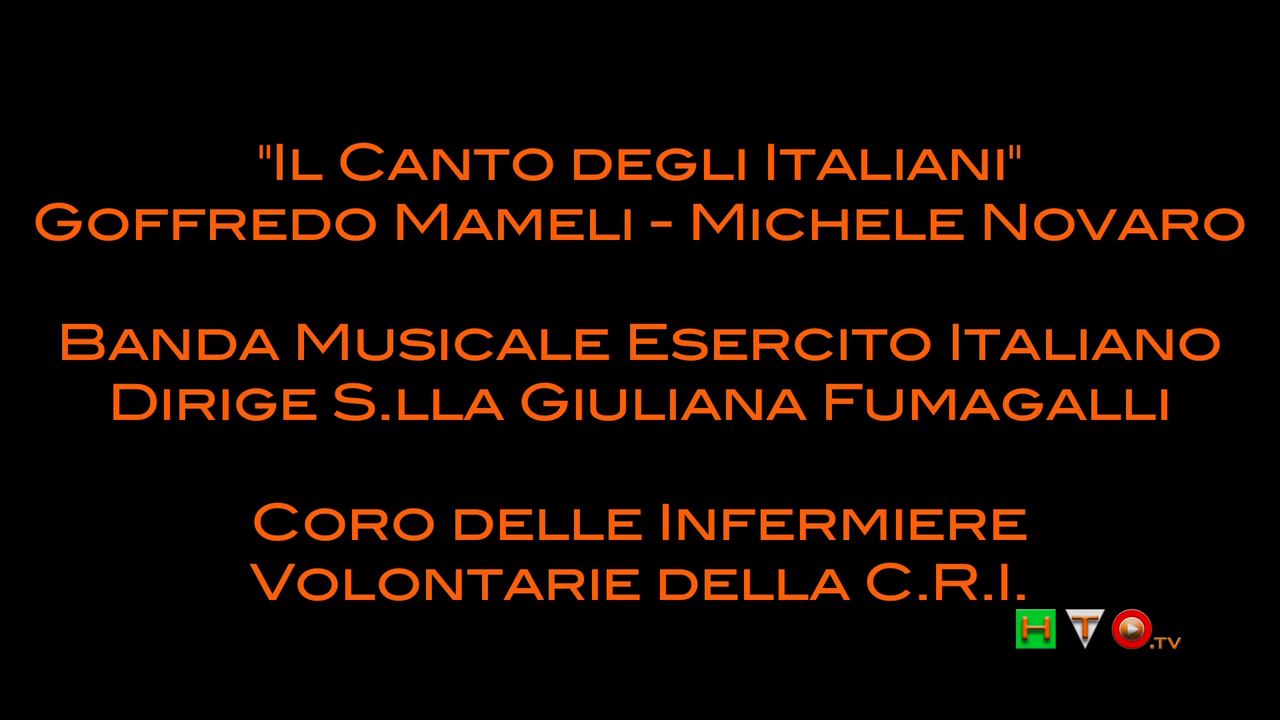 "Il Canto degli Italiani"
Goffredo Mameli - Michele Novaro
Banda Musicale Esercito Italiano
Dirige S.lla Giuliana Fumagalli
Coro delle Infermiere
Volontarie della C.R.I.
HTO.TV